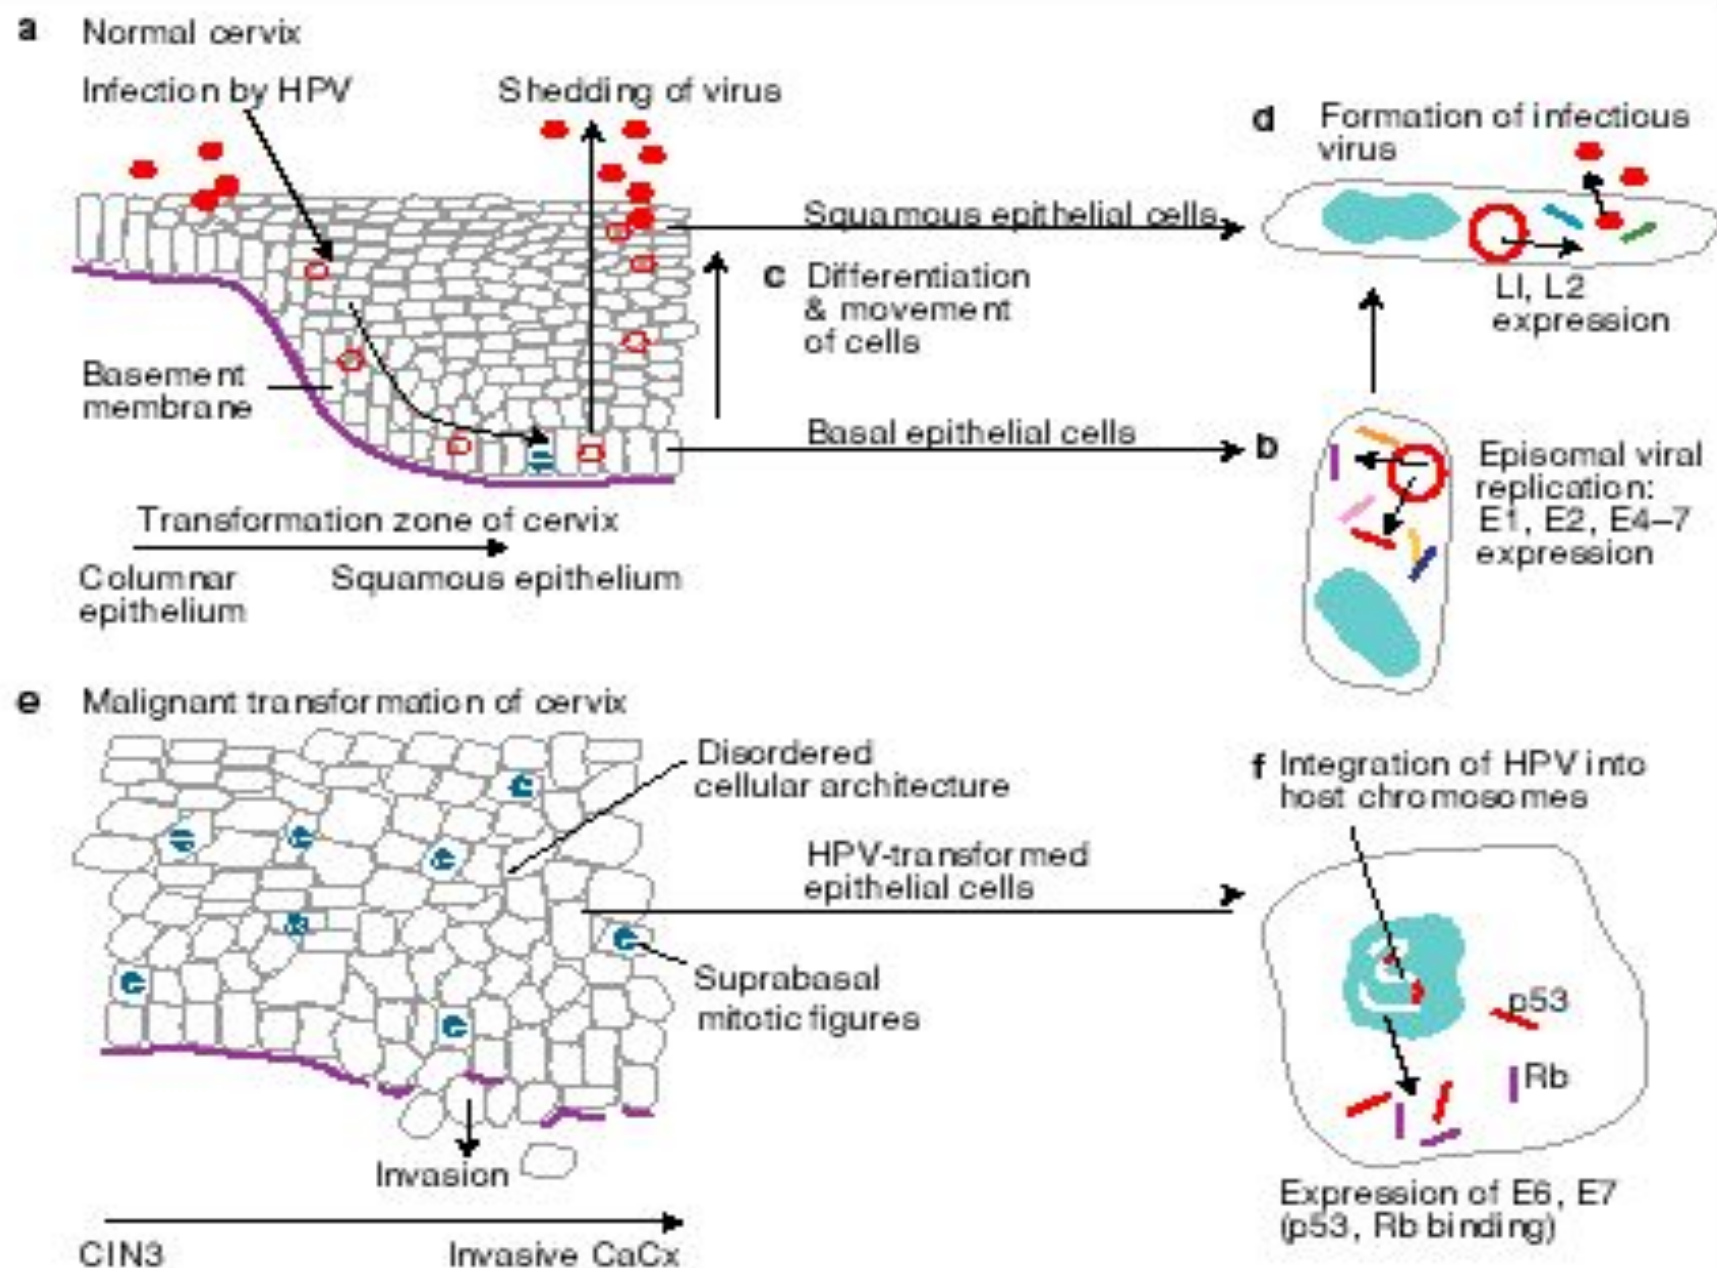 a Normal cervix
Infection by HPV
Shedding of virus
Basement
membrane
Transformation zone of cervix
Columnar
epithelium
Squamous epithelium
Squamous epithelial cells
c Differentiation
& movement
of cells
Basal epithelial cells
d Formation of infectious
virus
LI, L2
expression
b Episomal viral
replication:
E1, E2, E4–7
expression
e Malignant transformation of cervix
Disordered
cellular architecture
HPV-transformed
epithelial cells
Suprabasal
mitotic figures
Invasion
CIN3
Invasive CaCx
f Integration of HPV into
host chromosomes
p53
Rb
Expression of E6, E7
(p53, Rb binding)